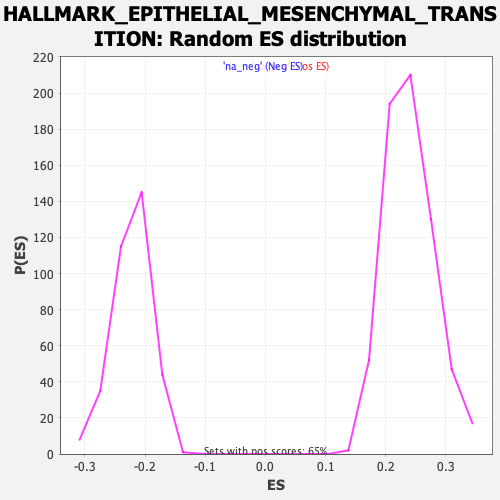 HALLMARK_EPITHELIAL_MESENCHYMAL_TRANS
ITION: Random ES distribution
'na_neg' (Neg ES)
os ES)
220
200
180
160
140
120
100
80
60
40
20
0
P(ES)
Sets with pos scores: 65%
-0.3 -0.2 -0.1 0.0 0.1 0.2 0.3
ES